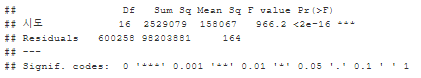 ##                 Df   Sum Sq Mean Sq F value Pr(>F)
## 시도            16  2529079  158067   966.2 <2e-16 ***
## Residuals   600258 98203881     164
## ---
## Signif. codes:  0 '***' 0.001 '**' 0.01 '*' 0.05 '.' 0.1 ' ' 1